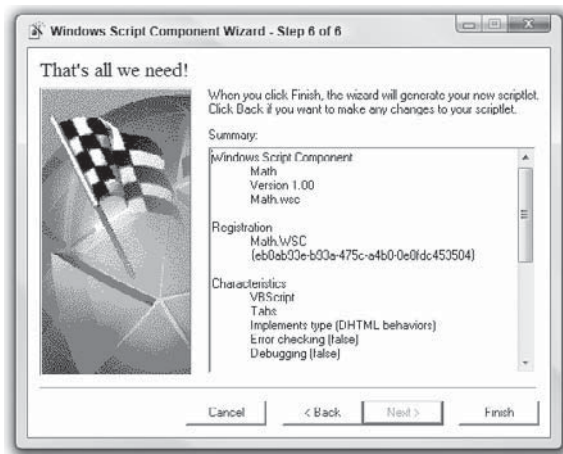 Windows Script Component Wizard - Step 6 of 6
That's all we need!
When you click Finish, the wizard will generate your new scriptlet.
Click Back if you want to make any changes to your scriptlet.
Summary:
Windows Script Component
Math
Version 1.00
Math.wsc
Registration
Math.WSC
(eb0ab93e-b93a-475c-a4b0-0e0fdc453504)
Characteristics
VBScript
Tabs
Implements type (DHTML behaviors)
Error checking (false)
Debugging (false)
Cancel
< Back
Next >
Finish